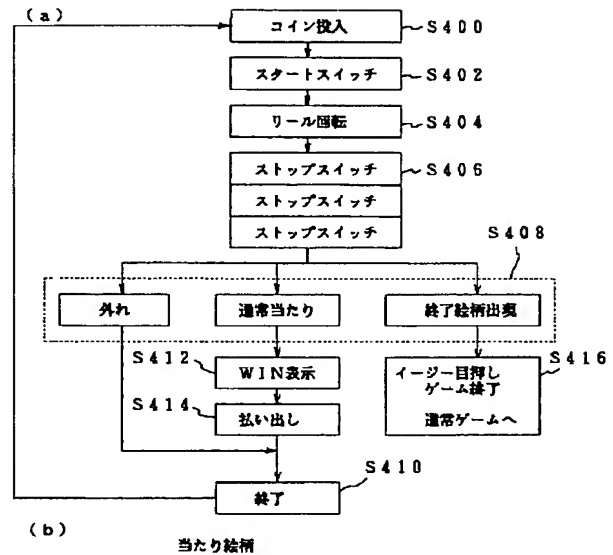 (a)
コイン投入
S400
スタートスイッチ
S402
リール回転
S404
ストップスイッチ
S406
ストップスイッチ
ストップスイッチ
S408
外れ
通常当たり
終了絵柄出現
S412
WIN表示
S416
イージー目押し
ゲーム終了
通常ゲームへ
S414
払い出し
S410
終了
(b)
当たり絵柄